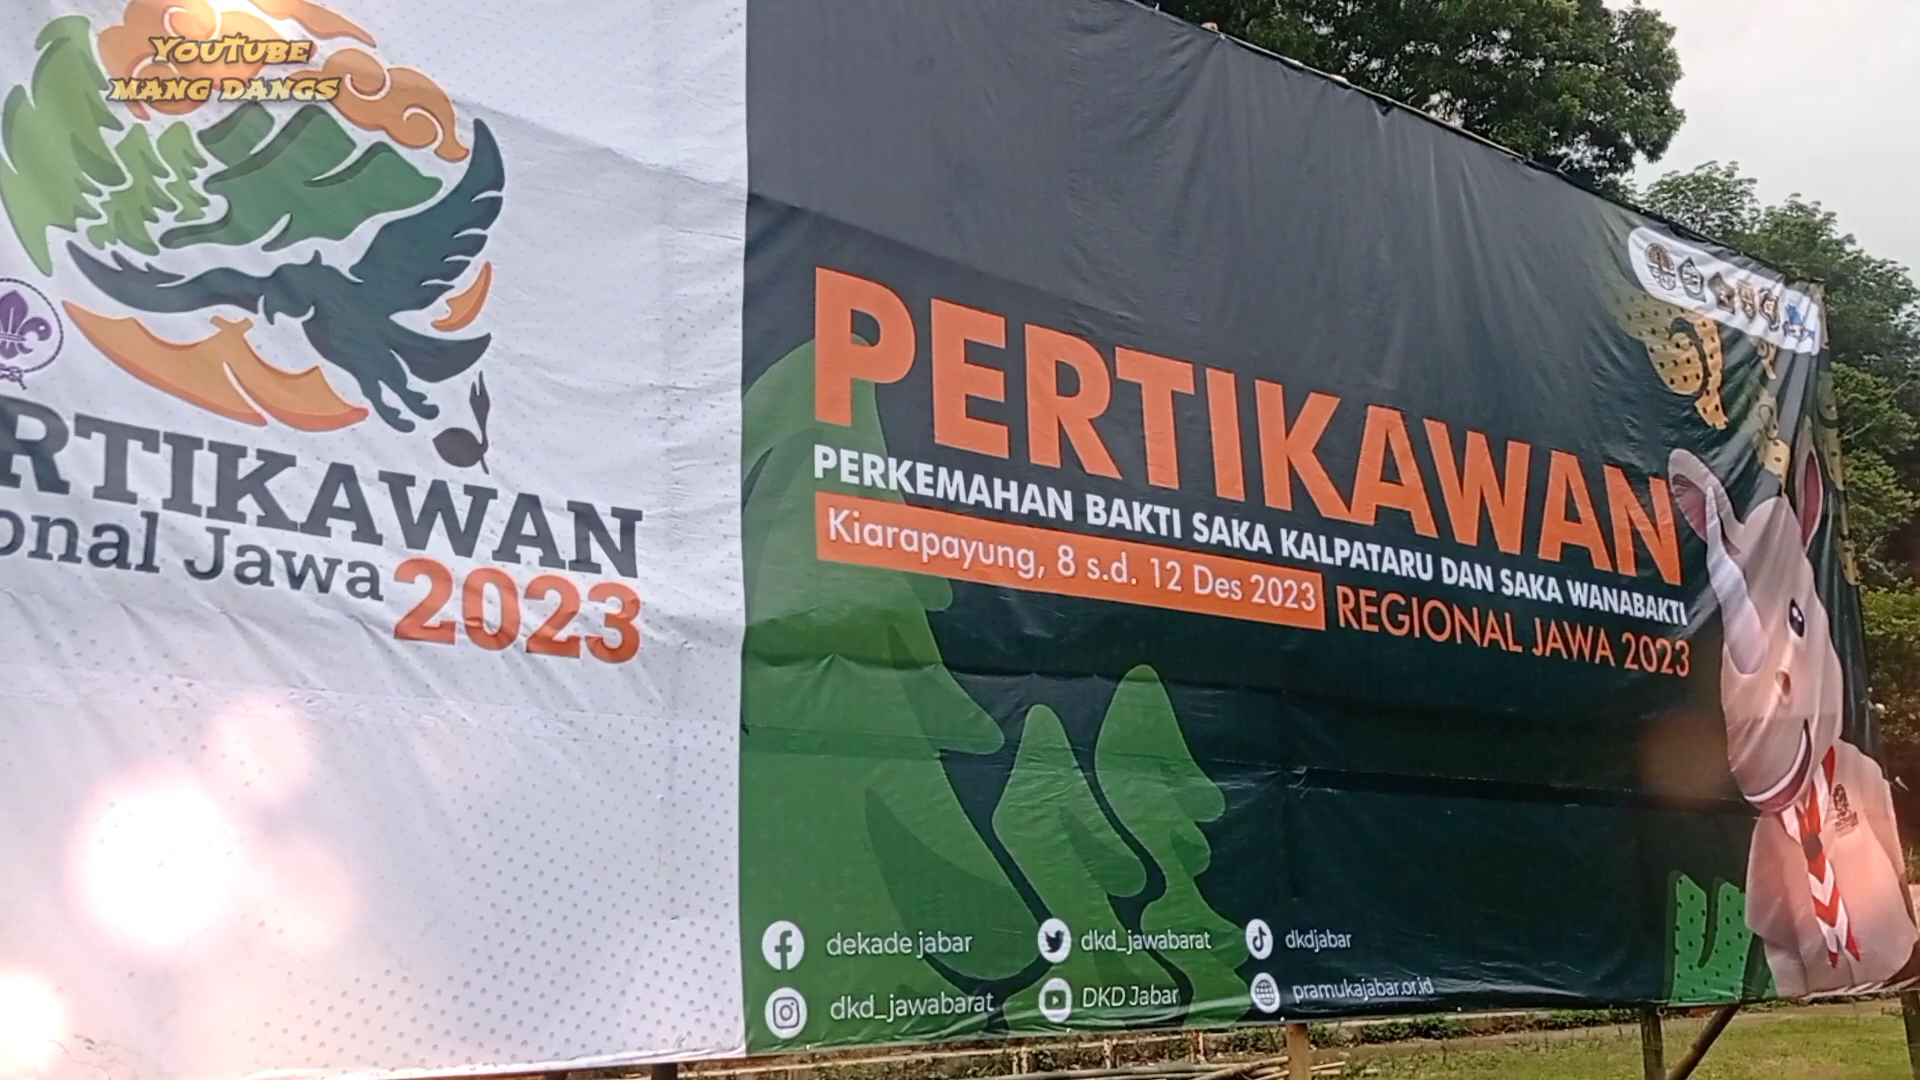 YOUTUBE
MANG DANGS
RTIKAWAN
onal Jawa 2023
PERTIKAWAN
PERKEMAHAN BAKTI SAKA KALPATARU DAN SAKA WANABAKTI
Kiarapayung, 8 s.d. 12 Des 2023
REGIONAL JAWA 2023
dekade jabar
dkd_jawabarat
dkdjabar
dkd_jawabarat
DKD Jabar
pramukajabar.or.id